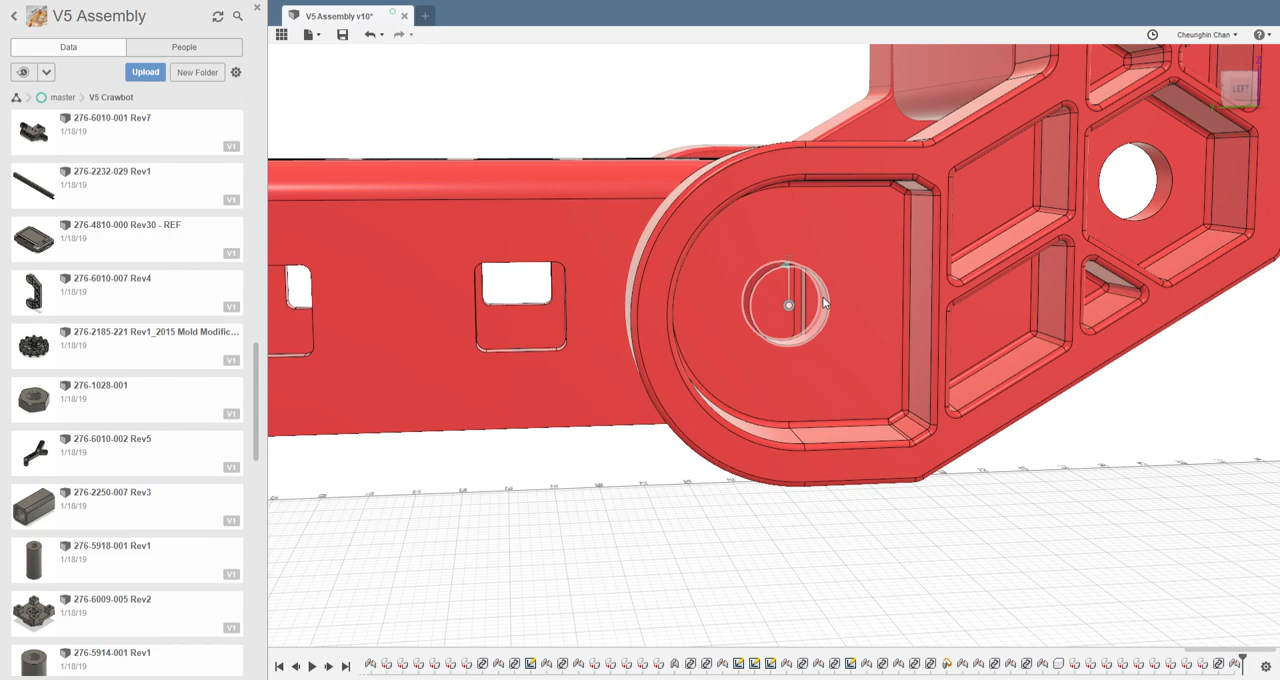 V5 Assembly
V5 Assembly v10*
Cheunghin Chan
Data
People
Upload
New Folder
master
V5 Crawbot
LEFT
276-6010-001 Rev7
1/18/19
V1
276-2232-029 Rev1
1/18/19
V1
276-4810-000 Rev30 - REF
1/18/19
V1
276-6010-007 Rev4
1/18/19
V1
276-2185-221 Rev1_2015 Mold Modific...
1/18/19
V1
276-1028-001
1/18/19
V1
276-6010-002 Rev5
1/18/19
V1
276-2250-007 Rev3
1/18/19
V1
276-5918-001 Rev1
1/18/19
V1
276-6009-005 Rev2
1/18/19
V1
276-5914-001 Rev1
1/18/19